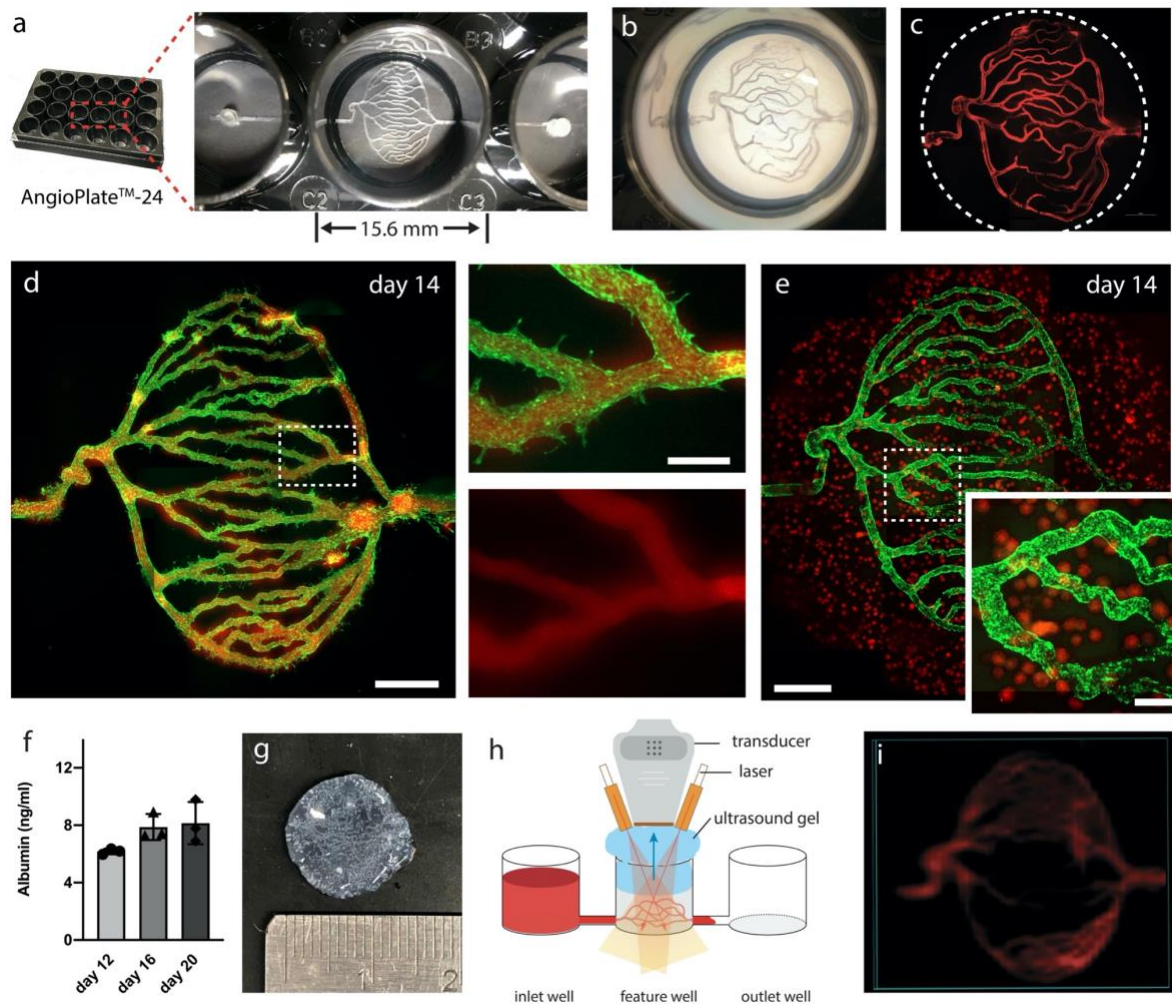 a
AngioPlate™-24
B2
B3
C2
C3
15.6 mm
b
c
d
day 14
e
day 14
f
Albumin (ng/ml)
12
8
4
0
day 12
day 16
day 20
g
1
2
h
transducer
laser
ultrasound gel
inlet well
feature well
outlet well
i